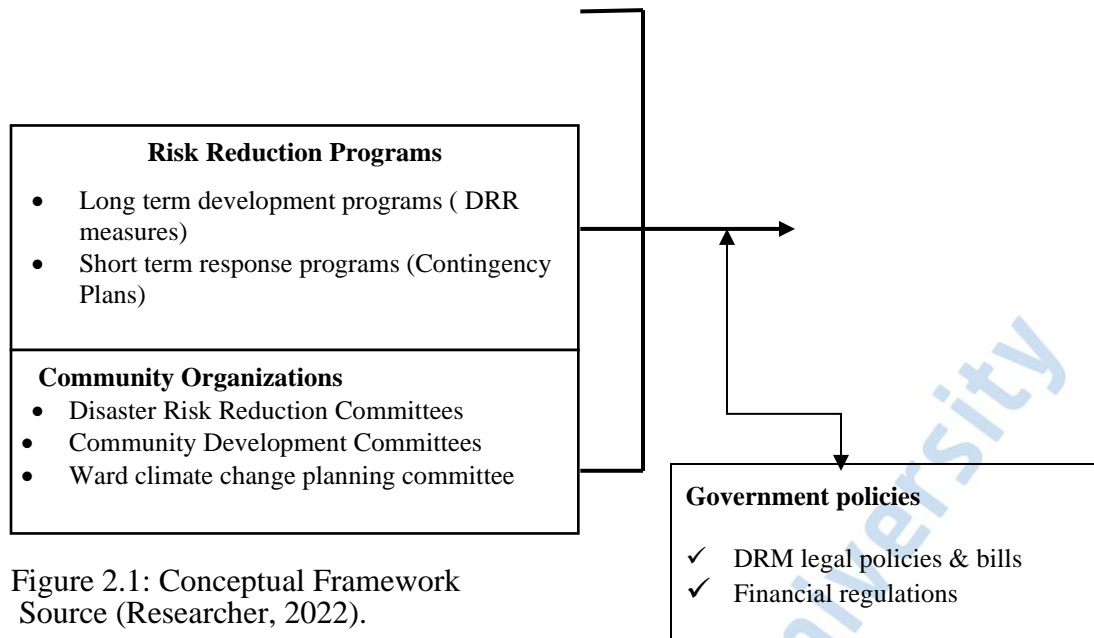 Risk Reduction Programs
• Long term development programs ( DRR
measures)
• Short term response programs (Contingency
Plans)
Community Organizations
• Disaster Risk Reduction Committees
• Community Development Committees
• Ward climate change planning committee
Government policies
✓ DRM legal policies & bills
✓ Financial regulations
Figure 2.1: Conceptual Framework
Source (Researcher, 2022).
University